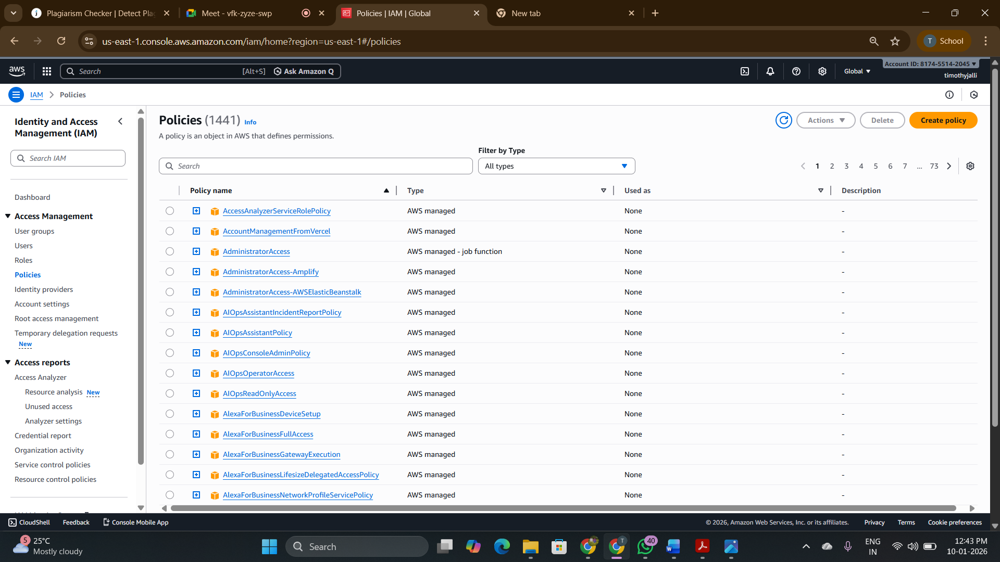 Plagiarism Checker | Detect Plag
Meet - vfk-zyze-swp
Policies | IAM | Global
New tab
us-east-1.console.aws.amazon.com/iam/home?region=us-east-1#/policies
T School
aws
Search [Alt+S] Ask Amazon Q
Global
Account ID: 8174-5514-2045
timothyjalli
IAM > Policies
Identity and Access
Management (IAM)
Search IAM
Dashboard
Access Management
User groups
Users
Roles
Policies
Identity providers
Account settings
Root access management
Temporary delegation requests
New
Access reports
Access Analyzer
Resource analysis New
Unused access
Analyzer settings
Credential report
Organization activity
Service control policies
Resource control policies
Policies (1441) Info
Actions
Delete
Create policy
A policy is an object in AWS that defines permissions.
Filter by Type
Search
All types
1 2 3 4 5 6 7 ... 73
Policy name Type Used as Description
AccessAnalyzerServiceRolePolicy AWS managed None -
AccountManagementFromVercel AWS managed None -
AdministratorAccess AWS managed - job function None -
AdministratorAccess-Amplify AWS managed None -
AdministratorAccess-AWSElasticBeanstalk AWS managed None -
AIOpsAssistantIncidentReportPolicy AWS managed None -
AIOpsAssistantPolicy AWS managed None -
AIOpsConsoleAdminPolicy AWS managed None -
AIOpsOperatorAccess AWS managed None -
AIOpsReadOnlyAccess AWS managed None -
AlexaForBusinessDeviceSetup AWS managed None -
AlexaForBusinessFullAccess AWS managed None -
AlexaForBusinessGatewayExecution AWS managed None -
AlexaForBusinessLifesizeDelegatedAccessPolicy AWS managed None -
AlexaForBusinessNetworkProfileServicePolicy AWS managed None -
CloudShell Feedback Console Mobile App
© 2026, Amazon Web Services, Inc. or its affiliates. Privacy Terms Cookie preferences
5
25°C
Mostly cloudy
Search
T
40
ENG
IN
12:43 PM
10-01-2026